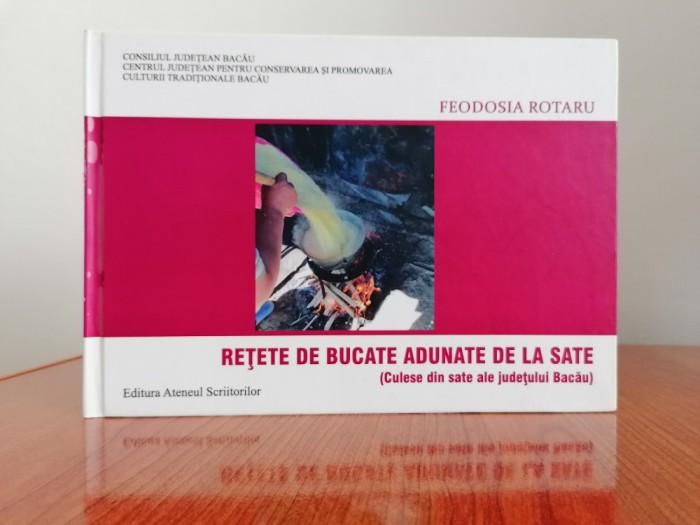 CONSILIUL JUDEŢEAN BACĂU
CENTRUL JUDEŢEAN PENTRU CONSERVAREA ŞI PROMOVAREA
CULTURII TRADIŢIONALE BACĂU
FEODOSIA ROTARU
REŢETE DE BUCATE ADUNATE DE LA SATE
(Culese din sate ale judeţului Bacău)
Editura Ateneul Scriitorilor